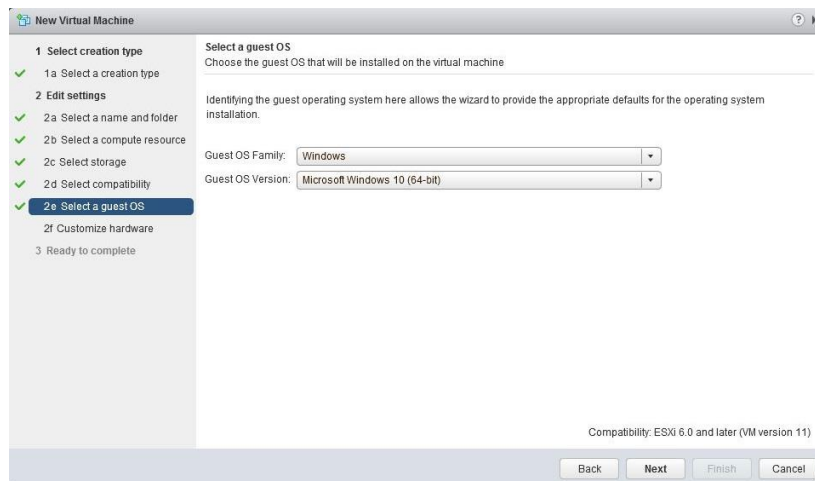 New Virtual Machine
?
1 Select creation type
1a Select a creation type
2 Edit settings
2a Select a name and folder
2b Select a compute resource
2c Select storage
2d Select compatibility
2e Select a guest OS
2f Customize hardware
3 Ready to complete
Select a guest OS
Choose the guest OS that will be installed on the virtual machine
Identifying the guest operating system here allows the wizard to provide the appropriate defaults for the operating system
installation.
Guest OS Family: Windows
Guest OS Version: Microsoft Windows 10 (64-bit)
Compatibility: ESXi 6.0 and later (VM version 11)
Back Next Finish Cancel